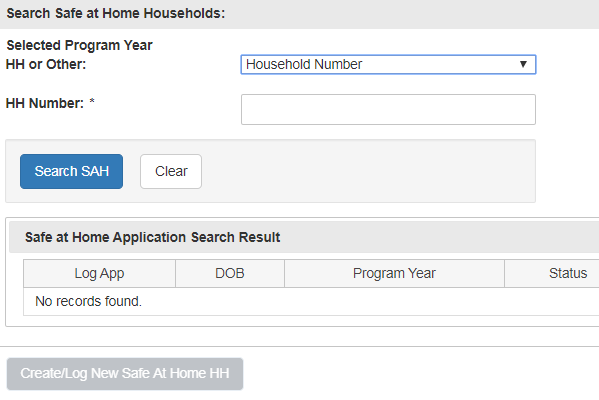 Search Safe at Home Households:
Selected Program Year
HH or Other:
Household Number
HH Number: *
Search SAH
Clear
Safe at Home Application Search Result
Log App DOB Program Year Status
No records found.
Create/Log New Safe At Home HH